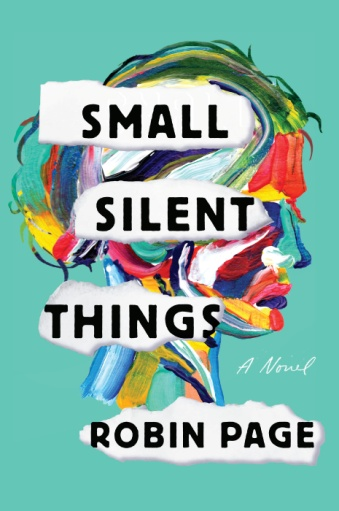 SMALL
SILENT
THINGS
A Novel
ROBIN PAGE